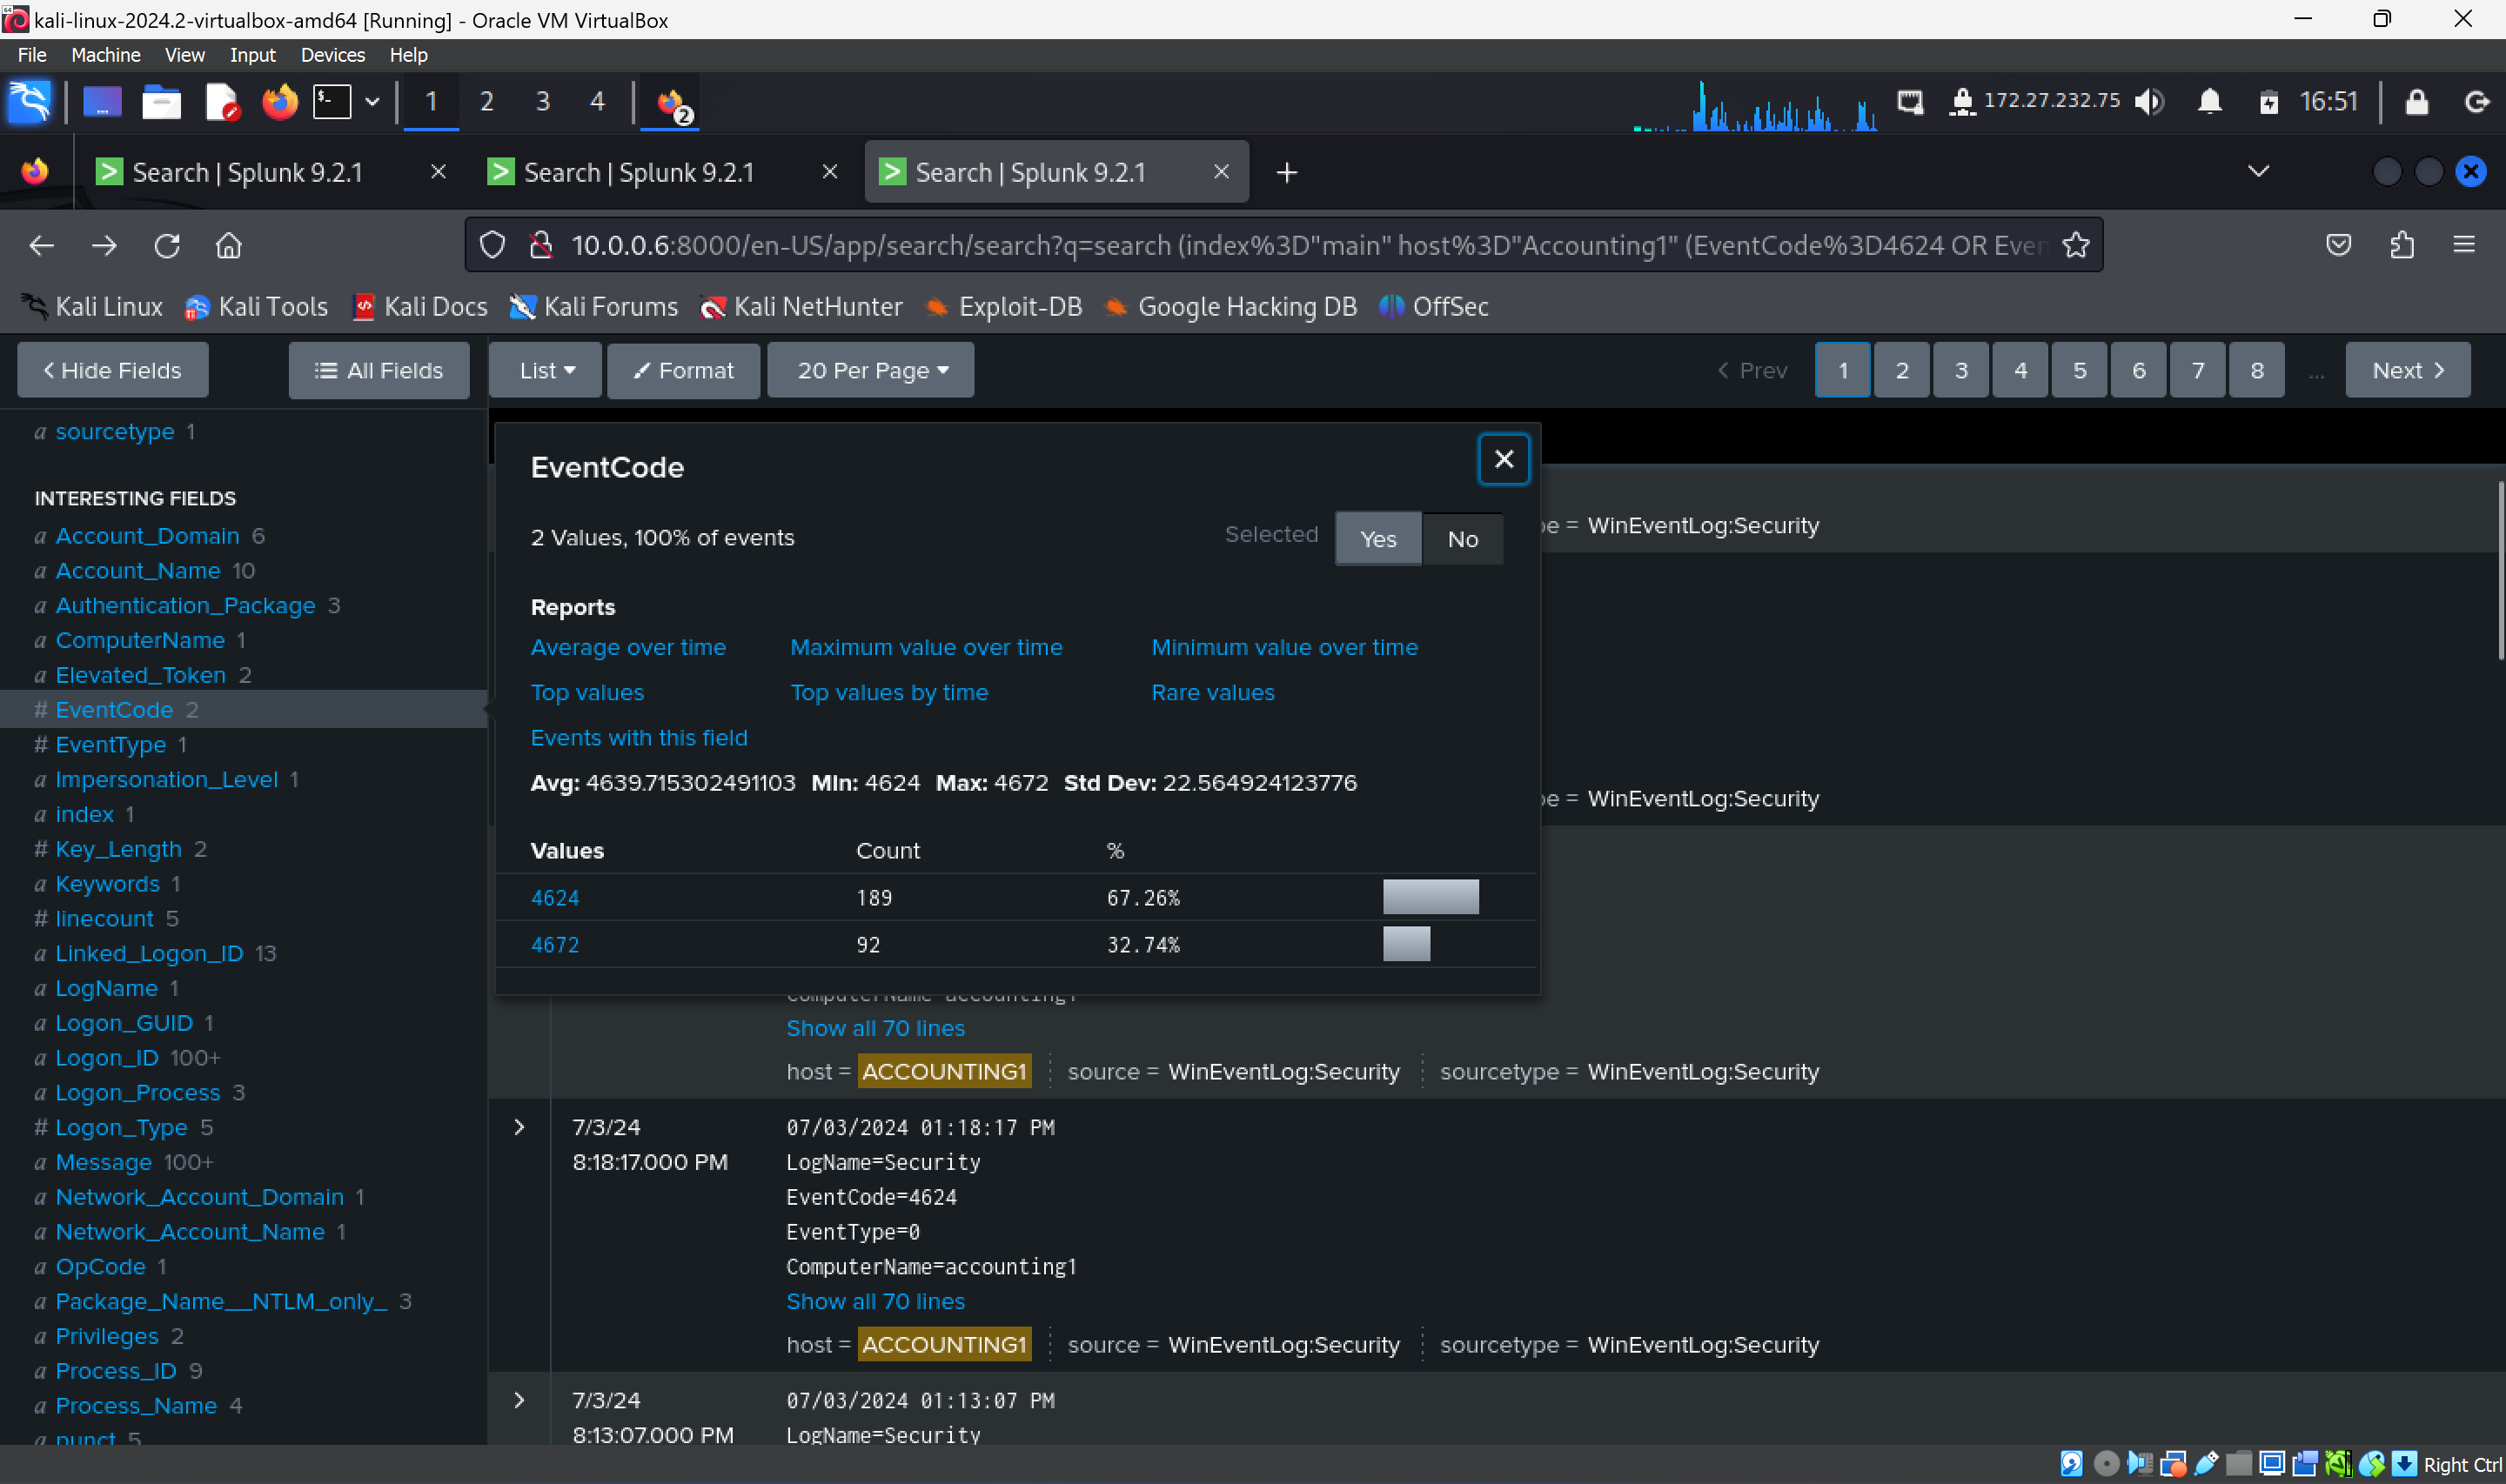 kali-linux-2024.2-virtualbox-amd64 [Running] - Oracle VM VirtualBox
File Machine View Input Devices Help
1 2 3 4 2 172.27.232.75 16:51
Search | Splunk 9.2.1 Search | Splunk 9.2.1 Search | Splunk 9.2.1
10.0.0.6:8000/en-US/app/search/search?q=search (index%3D"main" host%3D"Accounting1" (EventCode%3D4624 OR Even
Kali Linux Kali Tools Kali Docs Kali Forums Kali NetHunter Exploit-DB Google Hacking DB OffSec
< Hide Fields All Fields List Format 20 Per Page < Prev 1 2 3 4 5 6 7 8 ... Next >
a sourcetype 1
INTERESTING FIELDS
a Account_Domain 6
a Account_Name 10
a Authentication_Package 3
a ComputerName 1
a Elevated_Token 2
# EventCode 2
# EventType 1
a Impersonation_Level 1
a index 1
# Key_Length 2
a Keywords 1
# linecount 5
a Linked_Logon_ID 13
a LogName 1
a Logon_GUID 1
a Logon_ID 100+
a Logon_Process 3
# Logon_Type 5
a Message 100+
a Network_Account_Domain 1
a Network_Account_Name 1
a OpCode 1
a Package_Name__NTLM_only_ 3
a Privileges 2
a Process_ID 9
a Process_Name 4
a punct 5
EventCode
2 Values, 100% of events Selected Yes No
Reports
Average over time Maximum value over time Minimum value over time
Top values Top values by time Rare values
Events with this field
Avg: 4639.715302491103 Min: 4624 Max: 4672 Std Dev: 22.564924123776
Values Count %
4624 189 67.26%
4672 92 32.74%
pe = WinEventLog:Security
pe = WinEventLog:Security
ComputerName=accounting1
Show all 70 lines
host = ACCOUNTING1 source = WinEventLog:Security sourcetype = WinEventLog:Security
7/3/24 07/03/2024 01:18:17 PM
8:18:17.000 PM LogName=Security
EventCode=4624
EventType=0
ComputerName=accounting1
Show all 70 lines
host = ACCOUNTING1 source = WinEventLog:Security sourcetype = WinEventLog:Security
7/3/24 07/03/2024 01:13:07 PM
8:13:07.000 PM LogName=Security
Right Ctrl